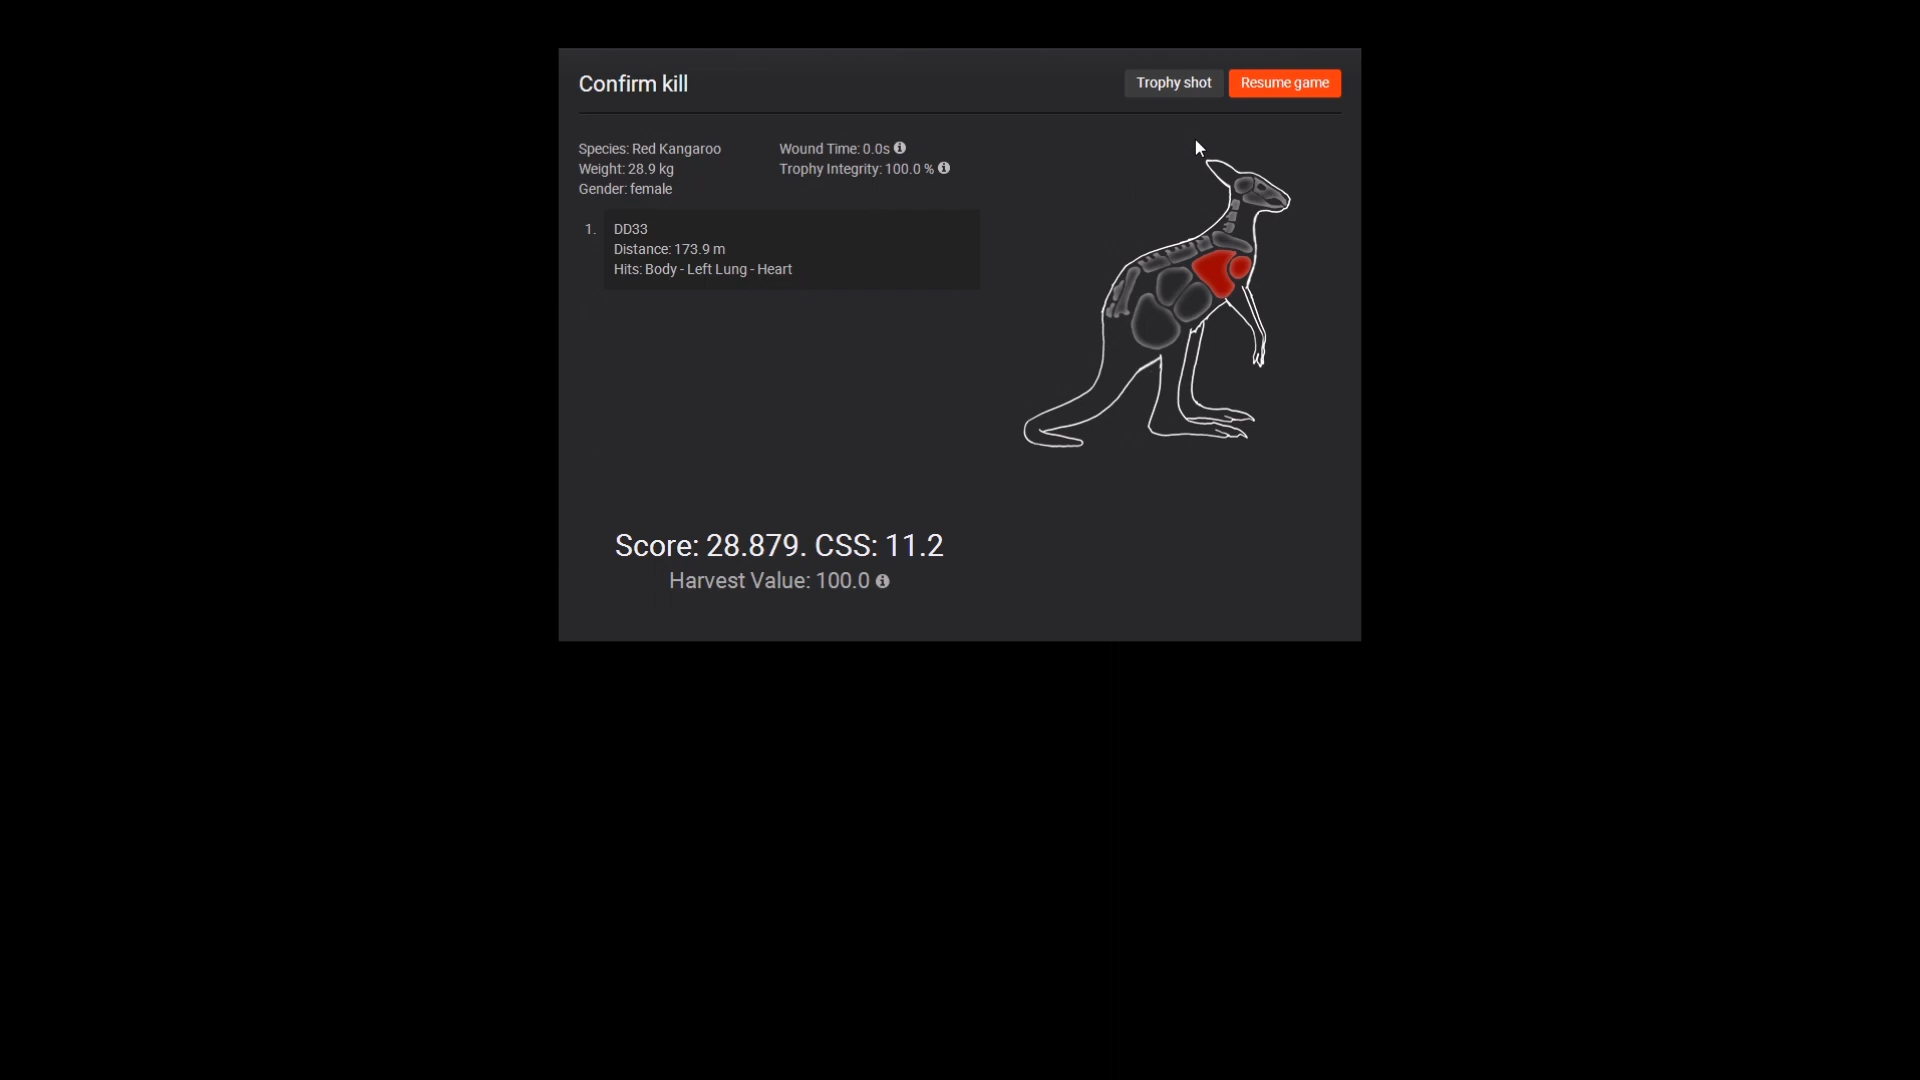 Confirm kill
Trophy shot
Resume game
Species: Red Kangaroo
Weight: 28.9 kg
Gender: female
Wound Time: 0.0s
Trophy Integrity: 100.0 %
1.
DD33
Distance: 173.9 m
Hits: Body - Left Lung - Heart
Score: 28.879. CSS: 11.2
Harvest Value: 100.0